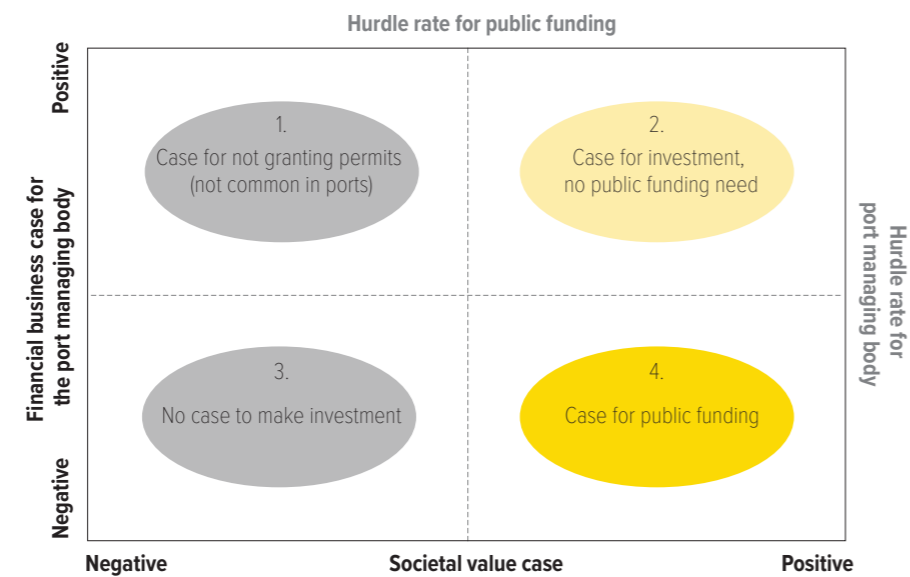 Hurdle rate for public funding
Positive
Financial business case for
the port managing body
Negative
1.
Case for not granting permits
(not common in ports)
2.
Case for investment,
no public funding need
3.
No case to make investment
4.
Case for public funding
Hurdle rate for
port managing body
Negative
Societal value case
Positive